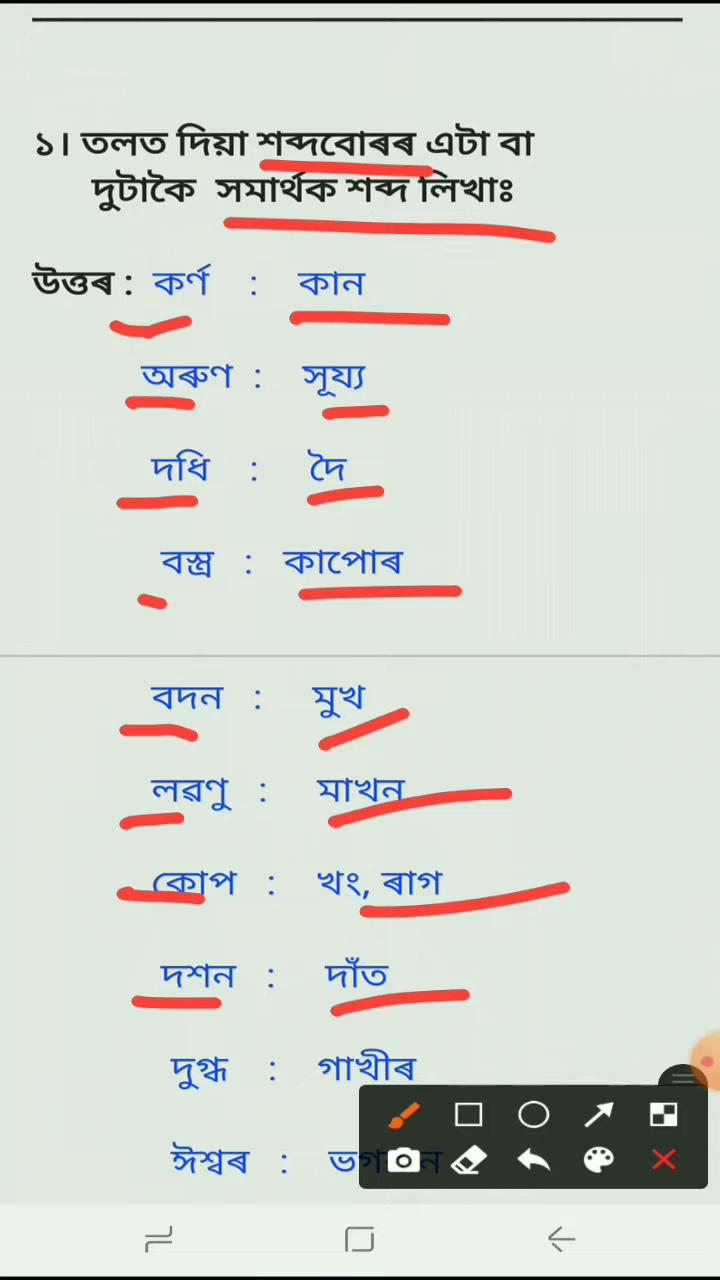 ১। তলত দিয়া শব্দবোৰৰ এটা বা
দুটাকৈ সমাৰ্থক শব্দ লিখাঃ
উত্তৰ : কৰ্ণ : কান
অৰুণ : সূয্য
দধি : দৈ
বস্ত্ৰ : কাপোৰ
বদন : মুখ
লৱণু : মাখন
কোপ : খং, ৰাগ
দশন : দাঁত
দুগ্ধ : গাখীৰ
ঈশ্বৰ :